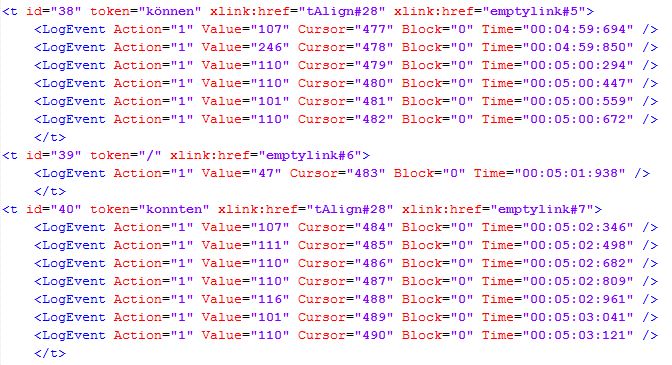 <t id="38" token="können" xlink:href="tAlign#28" xlink:href="emptylink#5">
<LogEvent Action="1" Value="107" Cursor="477" Block="0" Time="00:04:59:694" />
<LogEvent Action="1" Value="246" Cursor="478" Block="0" Time="00:04:59:850" />
<LogEvent Action="1" Value="110" Cursor="479" Block="0" Time="00:05:00:294" />
<LogEvent Action="1" Value="110" Cursor="480" Block="0" Time="00:05:00:447" />
<LogEvent Action="1" Value="101" Cursor="481" Block="0" Time="00:05:00:559" />
<LogEvent Action="1" Value="110" Cursor="482" Block="0" Time="00:05:00:672" />
</t>
<t id="39" token="/" xlink:href="emptylink#6">
<LogEvent Action="1" Value="47" Cursor="483" Block="0" Time="00:05:01:938" />
</t>
<t id="40" token="konnten" xlink:href="tAlign#28" xlink:href="emptylink#7">
<LogEvent Action="1" Value="107" Cursor="484" Block="0" Time="00:05:02:346" />
<LogEvent Action="1" Value="111" Cursor="485" Block="0" Time="00:05:02:498" />
<LogEvent Action="1" Value="110" Cursor="486" Block="0" Time="00:05:02:682" />
<LogEvent Action="1" Value="110" Cursor="487" Block="0" Time="00:05:02:809" />
<LogEvent Action="1" Value="116" Cursor="488" Block="0" Time="00:05:02:961" />
<LogEvent Action="1" Value="101" Cursor="489" Block="0" Time="00:05:03:041" />
<LogEvent Action="1" Value="110" Cursor="490" Block="0" Time="00:05:03:121" />
</t>